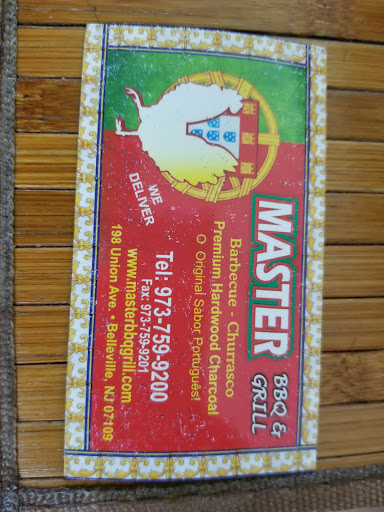 MASTER BBQ & GRILL
Barbecue - Churrasco
Premium Hardwood Charcoal
O Original Sabor Português!
WE DELIVER
Tel: 973-759-9200
Fax: 973-759-9201
www.masterbbqgrill.com
198 Union Ave • Belleville, NJ 07109